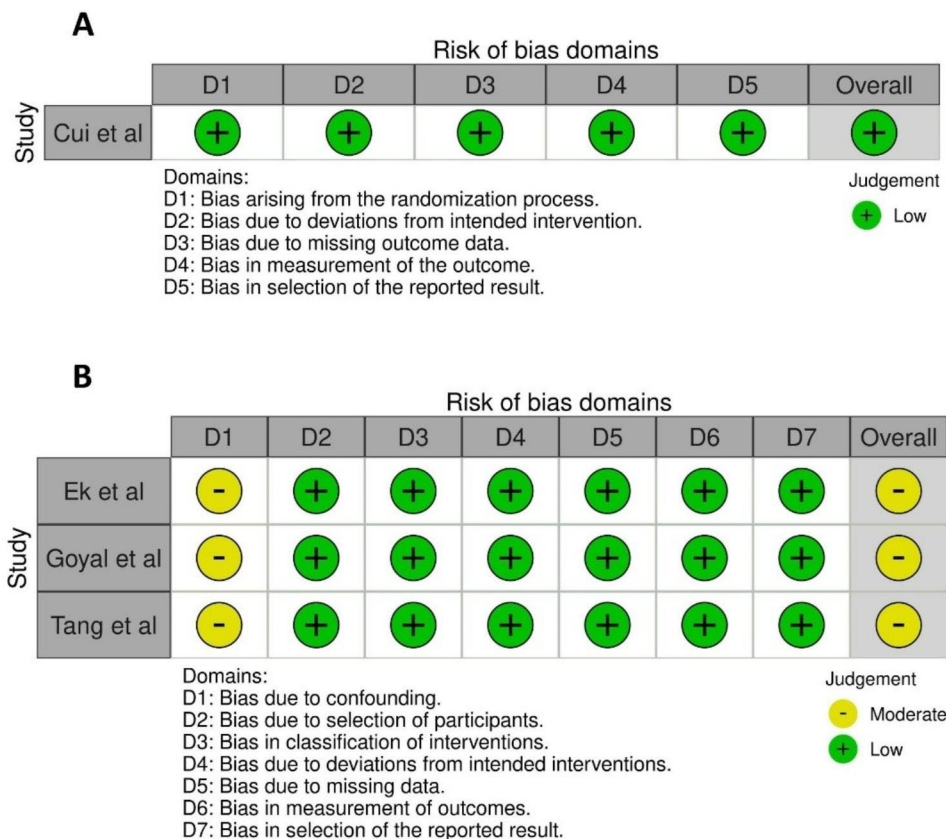 A
Risk of bias domains
D1 D2 D3 D4 D5 Overall
Study
Cui et al + + + + + +
Domains:
D1: Bias arising from the randomization process.
D2: Bias due to deviations from intended intervention.
D3: Bias due to missing outcome data.
D4: Bias in measurement of the outcome.
D5: Bias in selection of the reported result.
Judgement
+ Low
B
Risk of bias domains
D1 D2 D3 D4 D5 D6 D7 Overall
Study
Ek et al - + + + + + + -
Goyal et al - + + + + + + -
Tang et al - + + + + + + -
Domains:
D1: Bias due to confounding.
D2: Bias due to selection of participants.
D3: Bias in classification of interventions.
D4: Bias due to deviations from intended interventions.
D5: Bias due to missing data.
D6: Bias in measurement of outcomes.
D7: Bias in selection of the reported result.
Judgement
- Moderate
+ Low